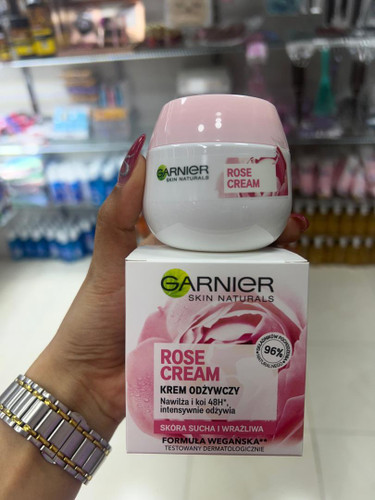 GARNIER
SKIN NATURALS
ROSE
CREAM
GARNIER
SKIN NATURALS
ROSE
CREAM
KREM ODŻYWCZY
Nawilża i koi 48H*,
intensywnie odżywia
SKÓRA SUCHA I WRAŻLIWA
FORMUŁA WEGAŃSKA**
TESTOWANY DERMATOLOGICZNIE
96%